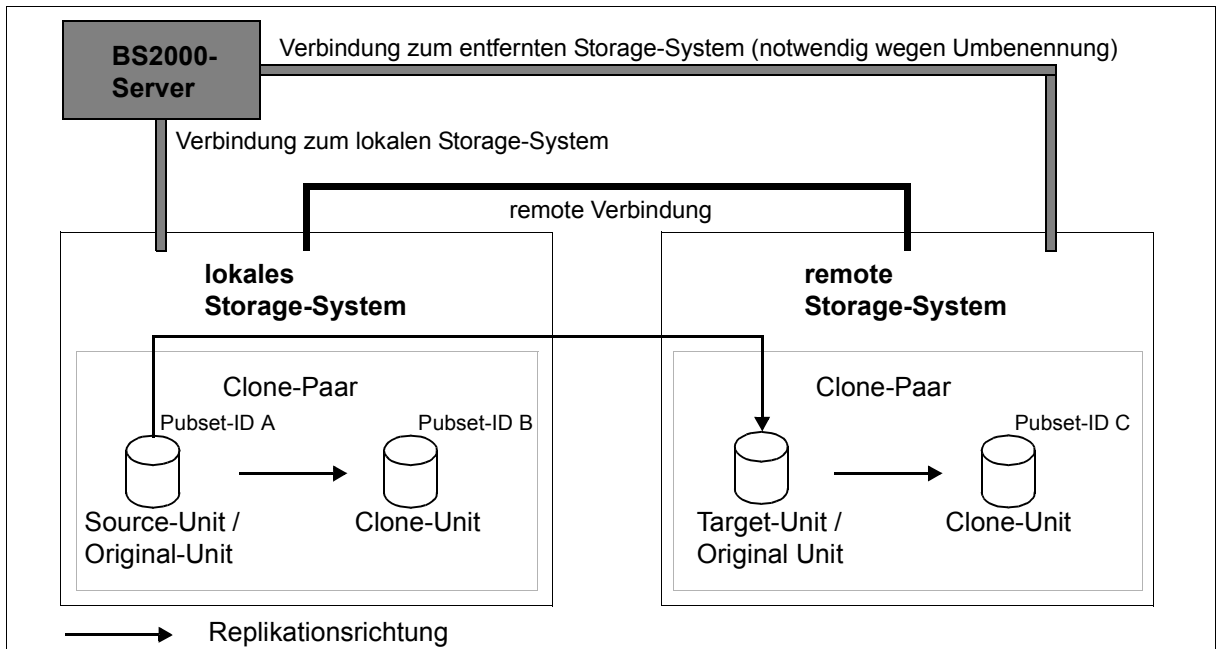 BS2000-
Server
Verbindung zum entfernten Storage-System (notwendig wegen Umbenennung)
Verbindung zum lokalen Storage-System
remote Verbindung
lokales
Storage-System
remote
Storage-System
Clone-Paar
Pubset-ID A
Pubset-ID B
Source-Unit /
Original-Unit
Clone-Unit
Clone-Paar
Pubset-ID C
Target-Unit /
Original Unit
Clone-Unit
Replikationsrichtung